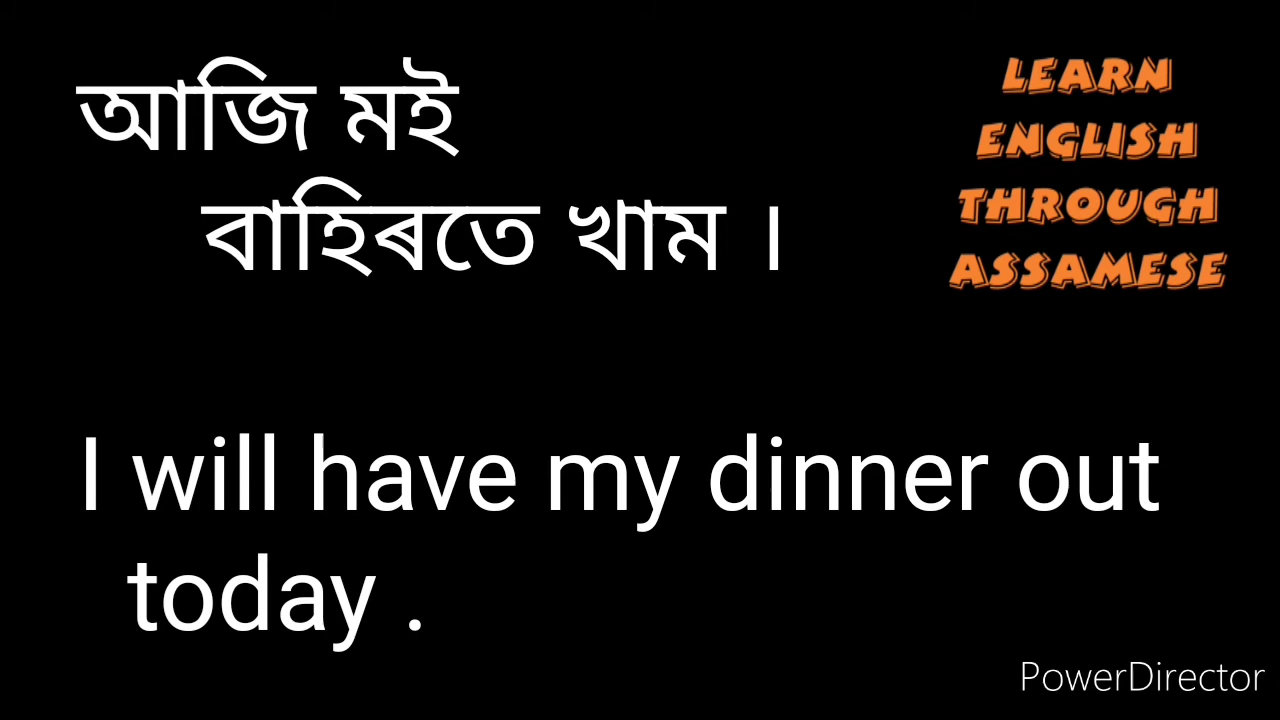 আজি মই
বাহিৰতে খাম ।
LEARN
ENGLISH
THROUGH
ASSAMESE
I will have my dinner out
today .
PowerDirector